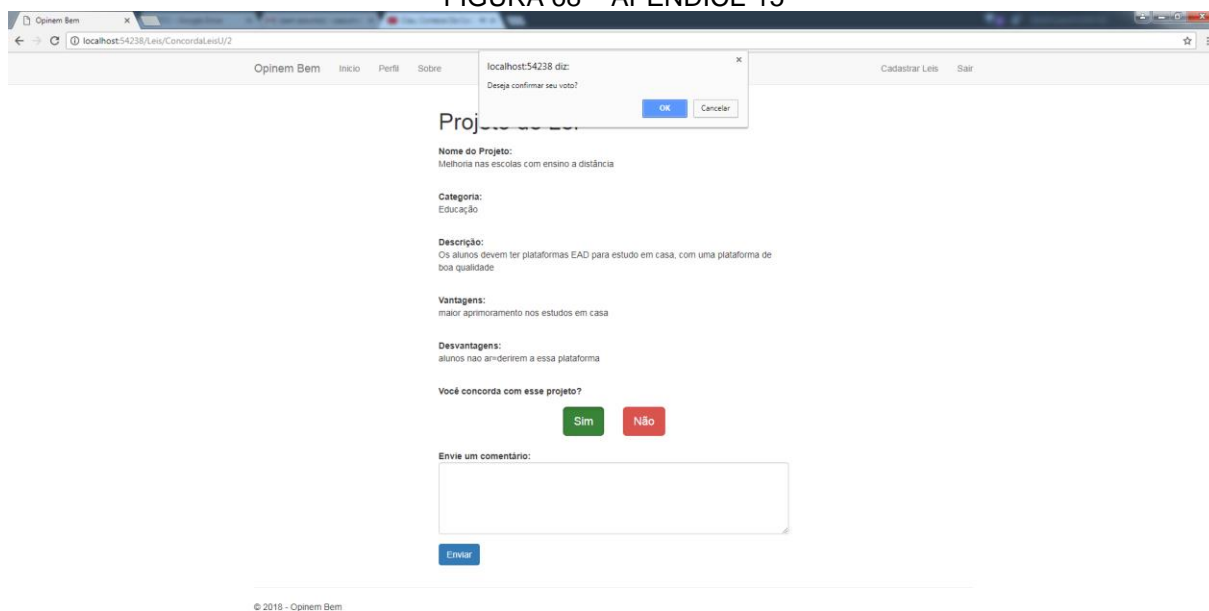 Opinem Bem
localhost:54238/Leis/ConcordaLeisU/2
Opinem Bem Inicio Perfil Sobre Cadastrar Leis Sair
localhost:54238 diz:
Deseja confirmar seu voto?
OK Cancelar
Nome do Projeto:
Melhoria nas escolas com ensino a distância
Categoria:
Educação
Descrição:
Os alunos devem ter plataformas EAD para estudo em casa, com uma plataforma de
boa qualidade
Vantagens:
maior aprimoramento nos estudos em casa
Desvantagens:
alunos nao ar=derirem a essa plataforma
Você concorda com esse projeto?
Sim Não
Envie um comentário:
Enviar
© 2018 - Opinem Bem